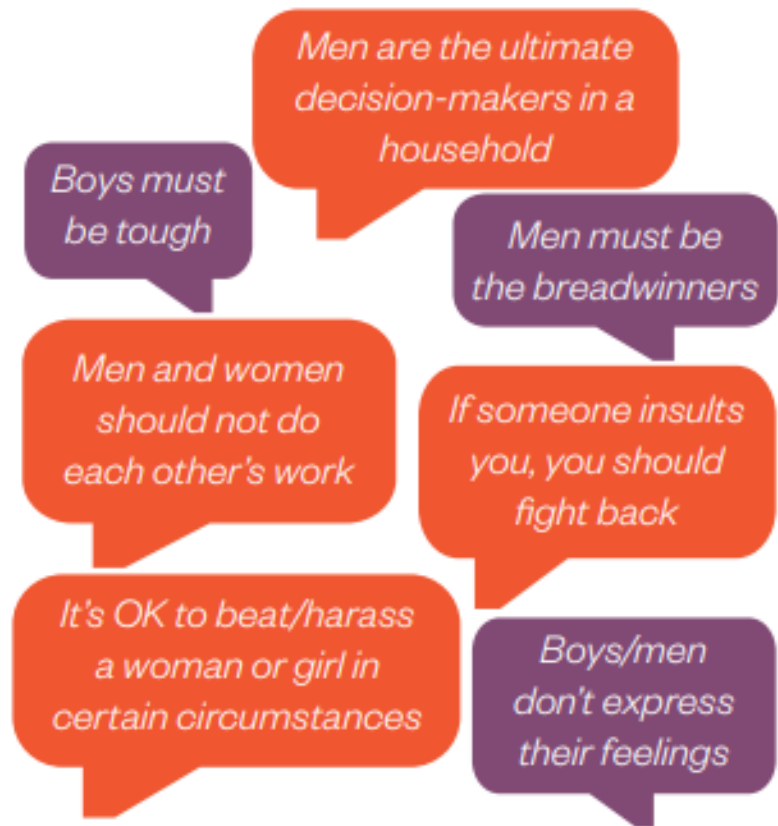 Men are the ultimate
decision-makers in a
household
Boys must
be tough
Men must be
the breadwinners
Men and women
should not do
each other’s work
If someone insults
you, you should
fight back
It’s OK to beat/harass
a woman or girl in
certain circumstances
Boys/men
don’t express
their feelings